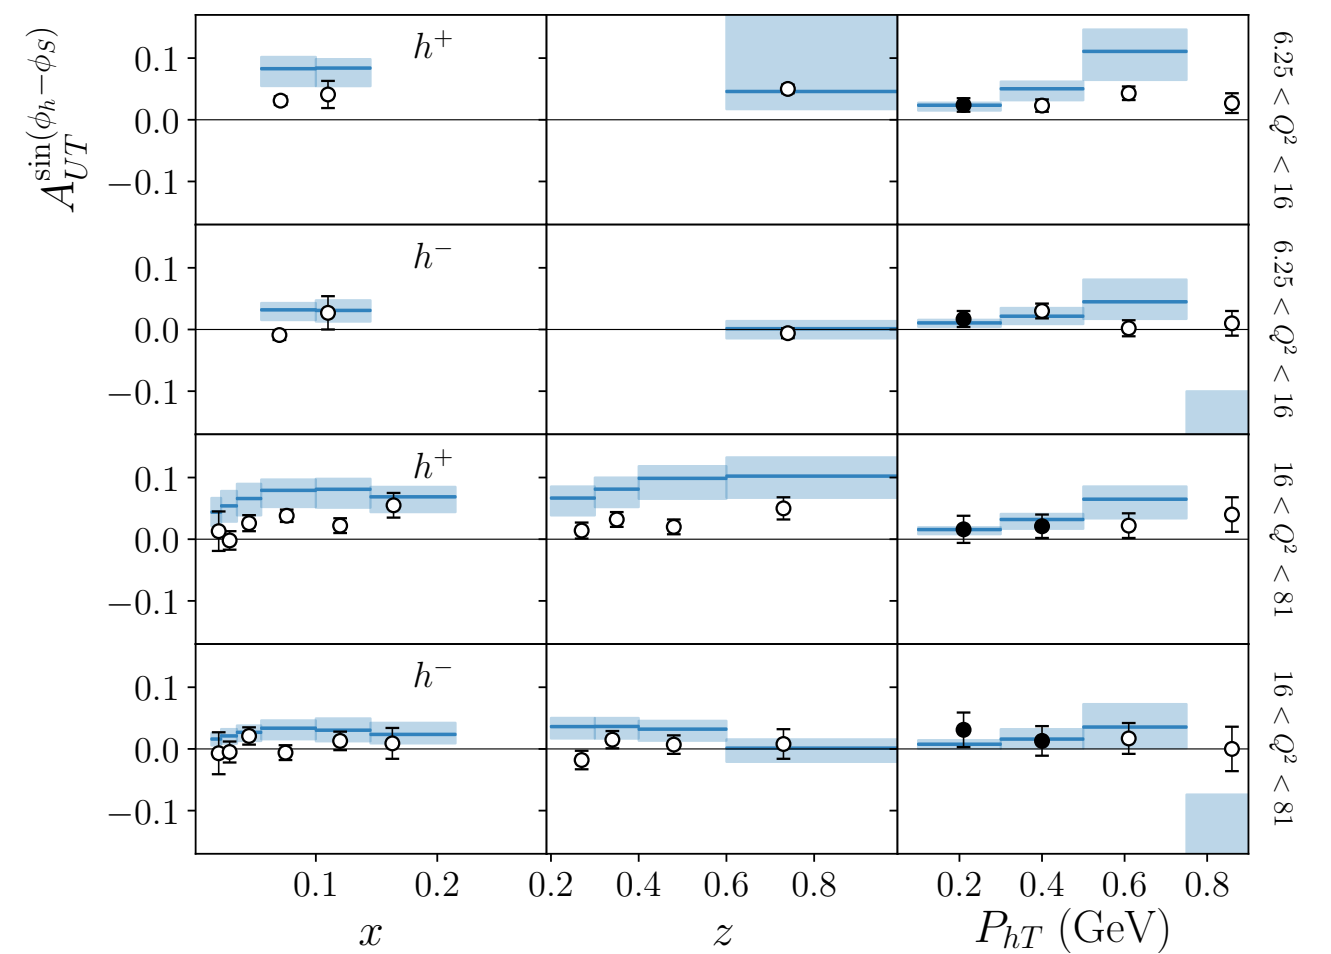 A_{UT}^{\sin(\phi_h-\phi_S)}
0.1 h^+
0.0
−0.1
6.25 < Q^2 < 16
0.1 h^-
0.0
−0.1
6.25 < Q^2 < 16
0.1 h^+
0.0
−0.1
16 < Q^2 < 81
0.1 h^-
0.0
−0.1
16 < Q^2 < 81
0.1 0.2 0.2 0.4 0.6 0.8 0.2 0.4 0.6 0.8
x z P_{hT} (GeV)